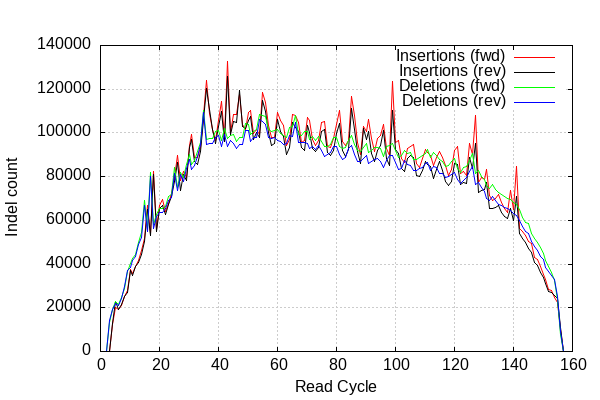 140000
Insertions (fwd)
120000
Insertions (rev)
Deletions (fwd)
100000
Deletions (rev)
80000
Indel count
60000
40000
20000
0
0 20 40 60 80 100 120 140 160
Read Cycle